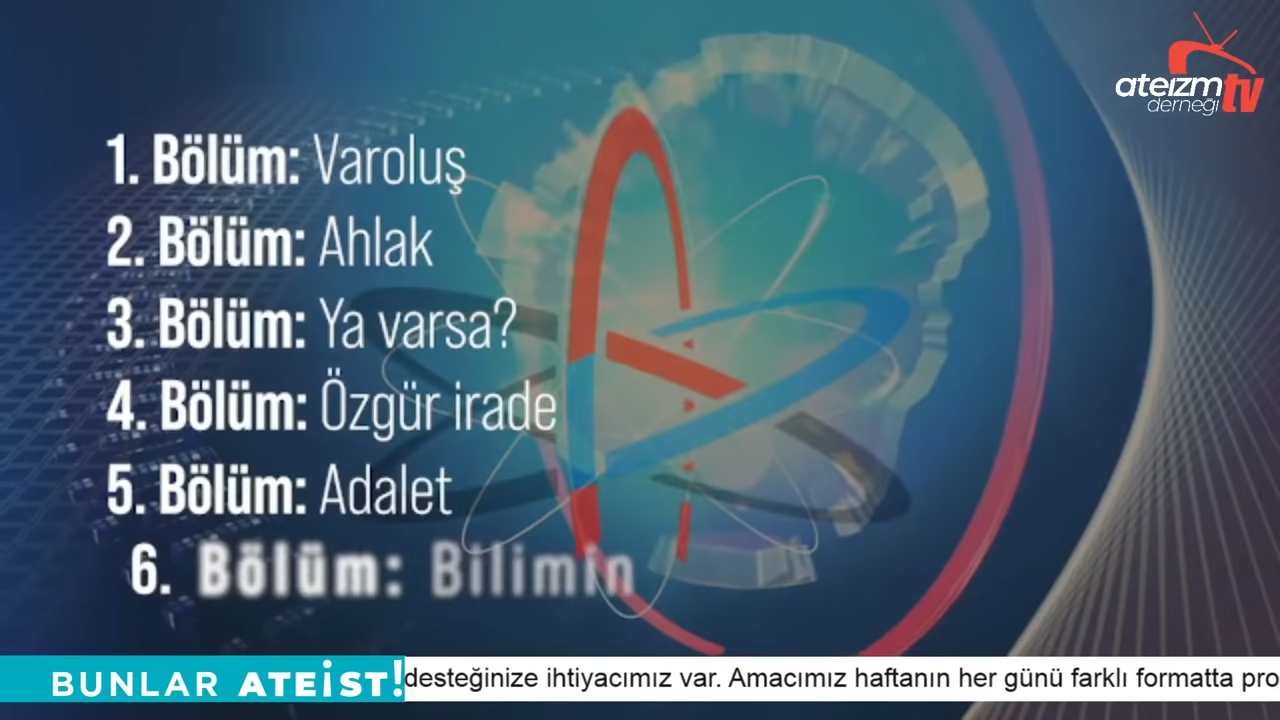 ateizm tv
derneği
1. Bölüm: Varoluş
2. Bölüm: Ahlak
3. Bölüm: Ya varsa?
4. Bölüm: Özgür irade
5. Bölüm: Adalet
6. Bölüm: Bilimin
BUNLAR ATEİST! desteğinize ihtiyacımız var. Amacımız haftanın her günü farklı formatta pro